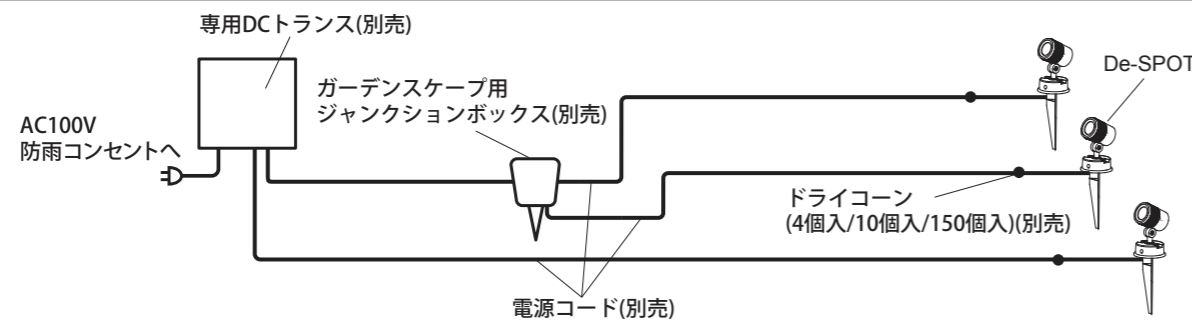 専用DCトランス(別売)
ガーデンスケープ用
ジャンクションボックス(別売)
De-SPOT
AC100V
防雨コンセントへ
ドライコーン
(4個入/10個入/150個入)(別売)
電源コード(別売)